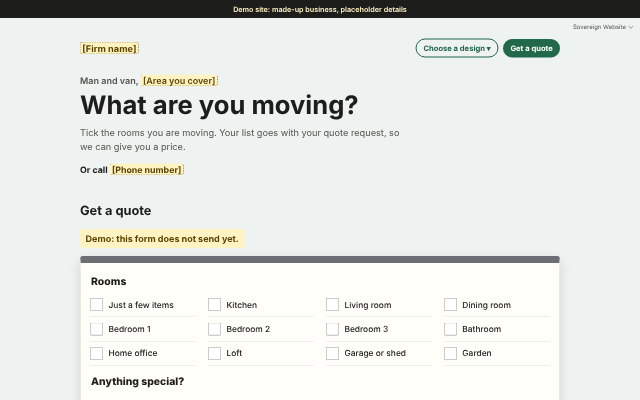 Demo site: made-up business, placeholder details
Sovereign Website
[Firm name]
Choose a design ▾
Get a quote
Man and van, [Area you cover]
What are you moving?
Tick the rooms you are moving. Your list goes with your quote request, so
we can give you a price.
Or call [Phone number]
Get a quote
Demo: this form does not send yet.
Rooms
Just a few items
Kitchen
Living room
Dining room
Bedroom 1
Bedroom 2
Bedroom 3
Bathroom
Home office
Loft
Garage or shed
Garden
Anything special?